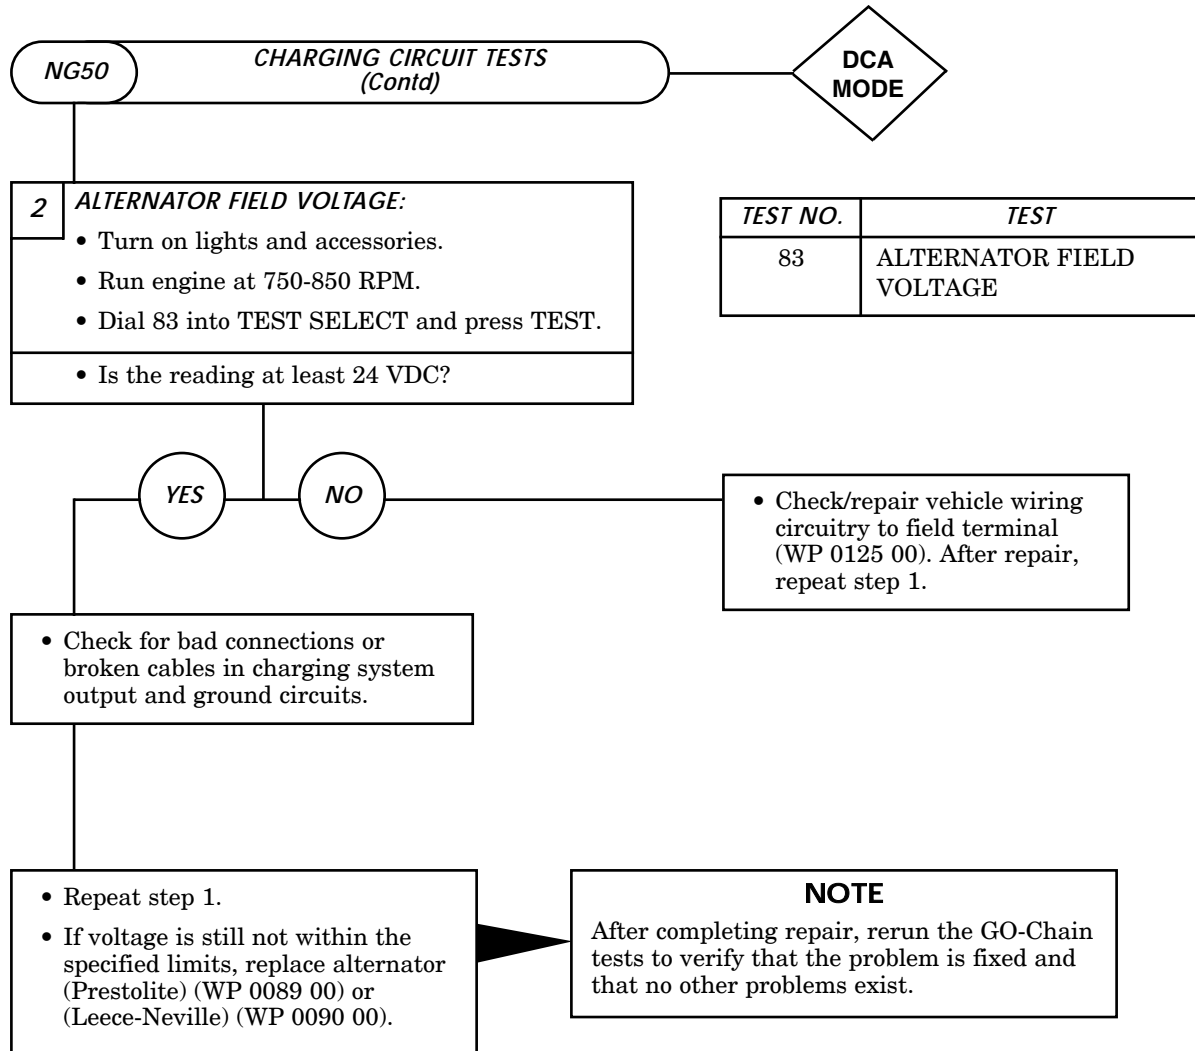 NG50
CHARGING CIRCUIT TESTS
(Contd)
DCA
MODE
2
ALTERNATOR FIELD VOLTAGE:
• Turn on lights and accessories.
• Run engine at 750-850 RPM.
• Dial 83 into TEST SELECT and press TEST.
• Is the reading at least 24 VDC?
TEST NO.
TEST
83
ALTERNATOR FIELD
VOLTAGE
YES
NO
• Check/repair vehicle wiring
circuitry to field terminal
(WP 0125 00). After repair,
repeat step 1.
• Check for bad connections or
broken cables in charging system
output and ground circuits.
• Repeat step 1.
• If voltage is still not within the
specified limits, replace alternator
(Prestolite) (WP 0089 00) or
(Leece-Neville) (WP 0090 00).
NOTE
After completing repair, rerun the GO-Chain
tests to verify that the problem is fixed and
that no other problems exist.